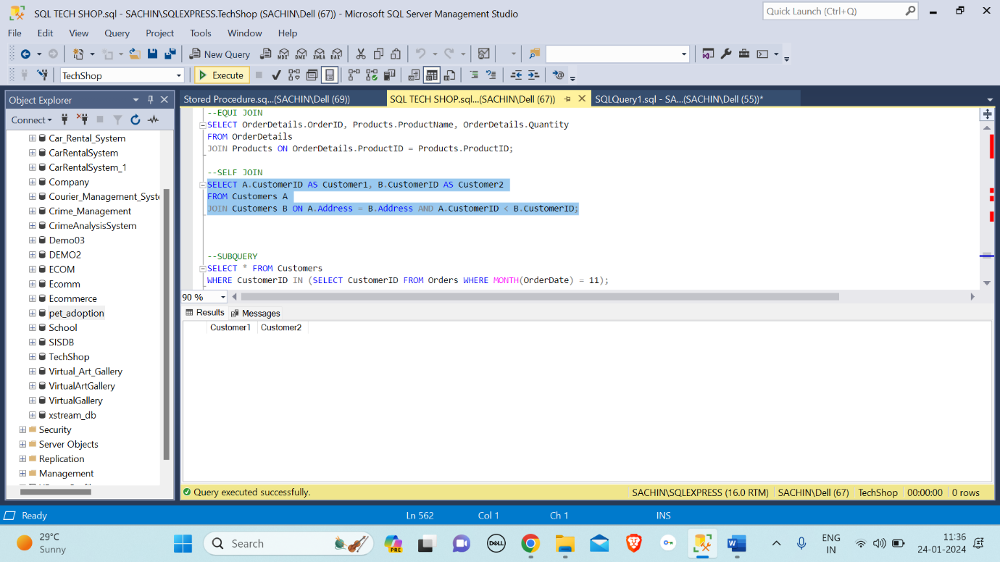 SQL TECH SHOP.sql - SACHIN\SQLEXPRESS.TechShop (SACHIN\Dell (67)) - Microsoft SQL Server Management Studio
Quick Launch (Ctrl+Q)
File Edit View Query Project Tools Window Help
New Query
MDX DMX XMLA DAX
TechShop
Execute
Object Explorer
Stored Procedure.sq...(SACHIN\Dell (69))
SQL TECH SHOP.sql...(SACHIN\Dell (67))
SQLQuery1.sql - SA...(SACHIN\Dell (55))*
Connect
Car_Rental_System
CarRentalSystem
CarRentalSystem_1
Company
Courier_Management_Syste
Crime_Management
CrimeAnalysisSystem
Demo03
DEMO2
ECOM
Ecomm
Ecommerce
pet_adoption
School
SISDB
TechShop
Virtual_Art_Gallery
VirtualArtGallery
VirtualGallery
xstream_db
Security
Server Objects
Replication
Management
--EQUI JOIN
SELECT OrderDetails.OrderID, Products.ProductName, OrderDetails.Quantity
FROM OrderDetails
JOIN Products ON OrderDetails.ProductID = Products.ProductID;
--SELF JOIN
SELECT A.CustomerID AS Customer1, B.CustomerID AS Customer2
FROM Customers A
JOIN Customers B ON A.Address = B.Address AND A.CustomerID < B.CustomerID;
--SUBQUERY
SELECT * FROM Customers
WHERE CustomerID IN (SELECT CustomerID FROM Orders WHERE MONTH(OrderDate) = 11);
90 %
Results Messages
Customer1 Customer2
Query executed successfully.
SACHIN\SQLEXPRESS (16.0 RTM) SACHIN\Dell (67) TechShop 00:00:00 0 rows
Ready Ln 562 Col 1 Ch 1 INS
29°C
Sunny
Search
PRE
DELL
ENG
IN
11:36
24-01-2024